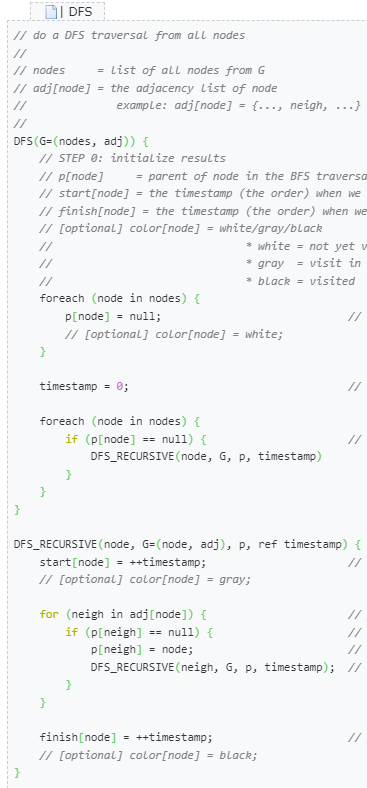 | DFS
// do a DFS traversal from all nodes
//
// nodes     = list of all nodes from G
// adj[node] = the adjacency list of node
//              example: adj[node] = {..., neigh, ...}
//
DFS(G=(nodes, adj)) {
    // STEP 0: initialize results
    // p[node]     = parent of node in the BFS traversa
    // start[node] = the timestamp (the order) when we
    // finish[node] = the timestamp (the order) when we
    // [optional] color[node] = white/gray/black
    //                              * white = not yet v
    //                              * gray  = visit in
    //                              * black = visited
    foreach (node in nodes) {
        p[node] = null;                             //
        // [optional] color[node] = white;
    }

    timestamp = 0;                                  //

    foreach (node in nodes) {
        if (p[node] == null) {                      //
            DFS_RECURSIVE(node, G, p, timestamp)
        }
    }
}

DFS_RECURSIVE(node, G=(node, adj), p, ref timestamp) {
    start[node] = ++timestamp;                      //
    // [optional] color[node] = gray;

    for (neigh in adj[node]) {                      //
        if (p[neigh] == null) {                     //
            p[neigh] = node;                        //
            DFS_RECURSIVE(neigh, G, p, timestamp);  //
        }
    }

    finish[node] = ++timestamp;                     //
    // [optional] color[node] = black;
}